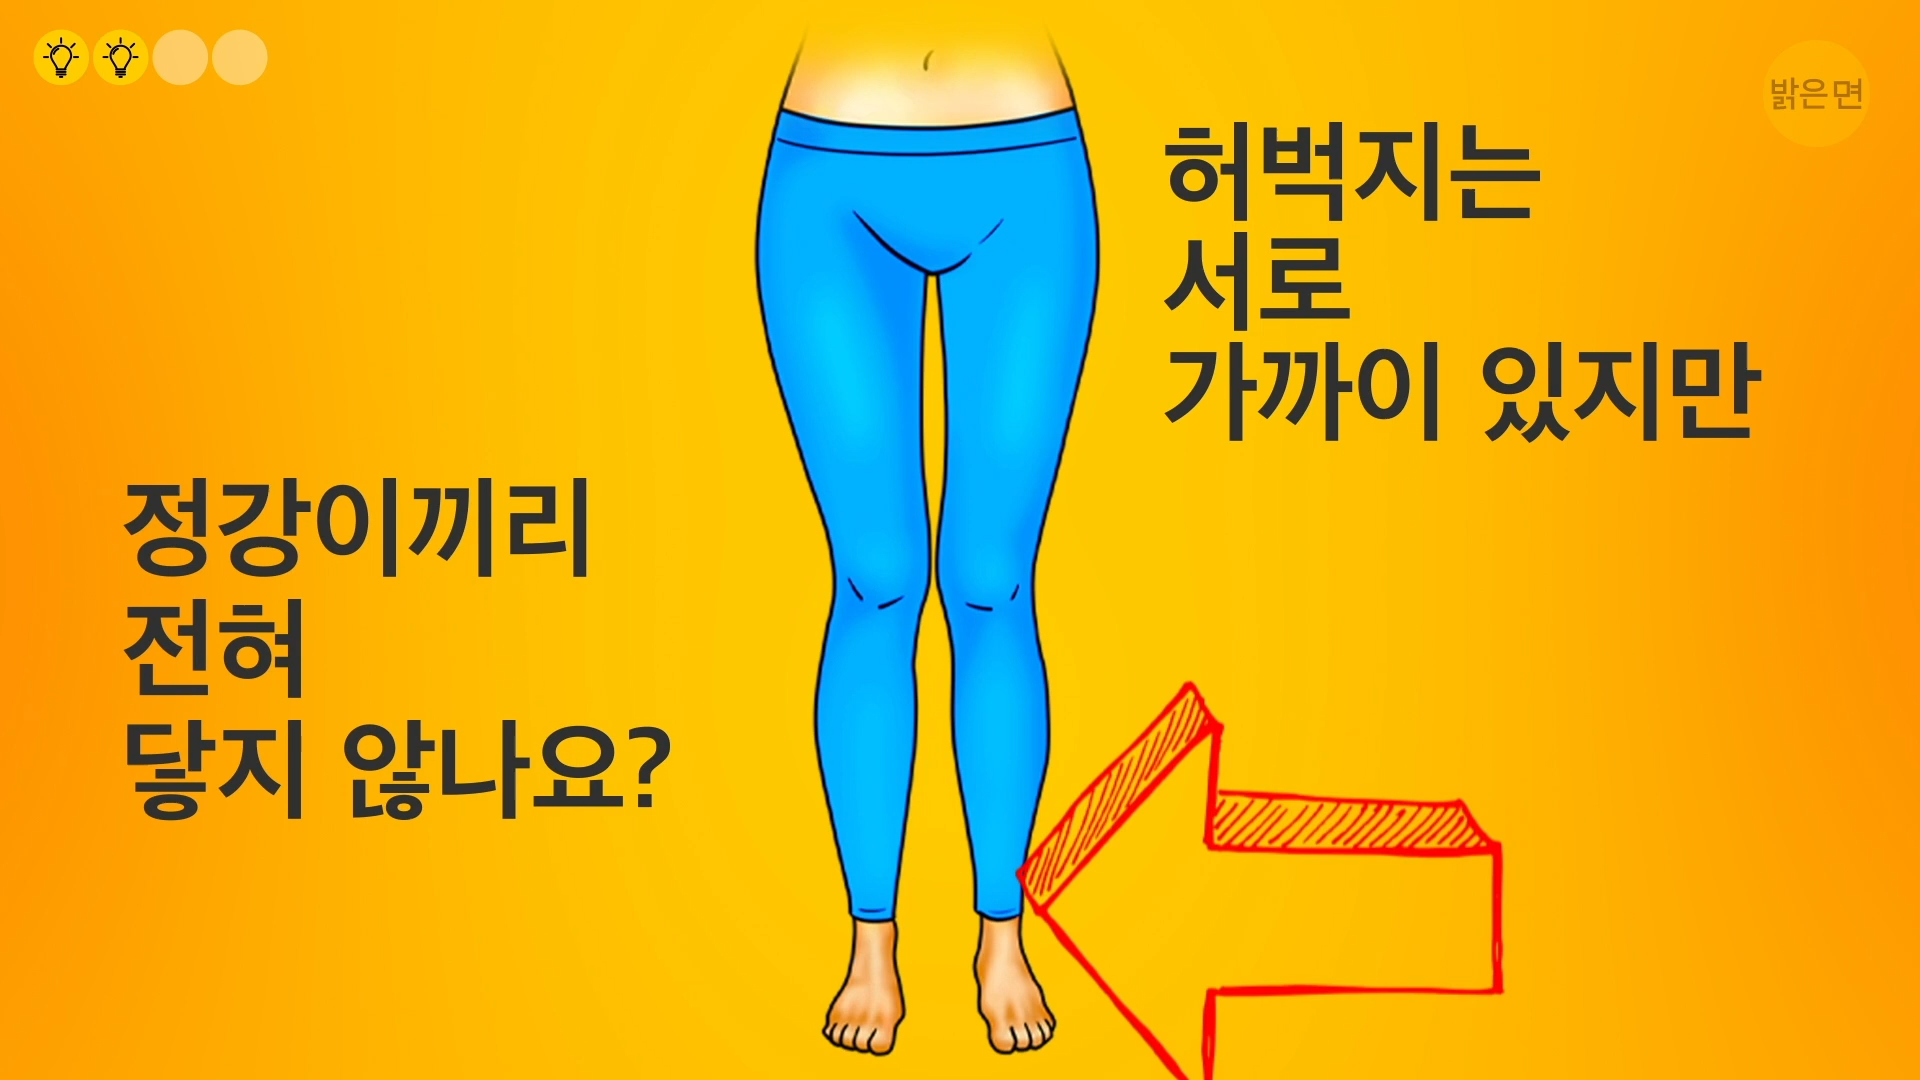 밝은면
허벅지는
서로
가까이 있지만
정강이끼리
전혀
닿지 않나요?